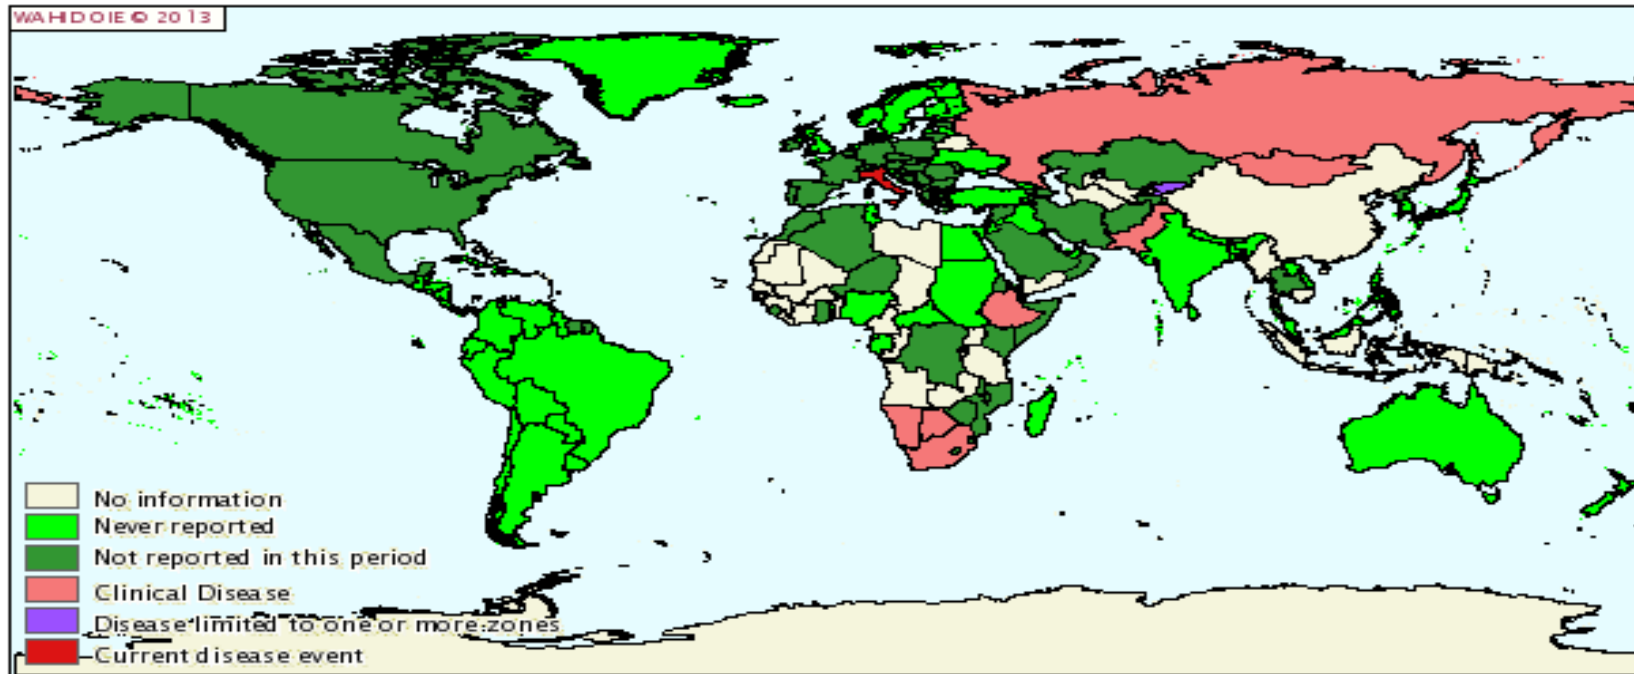 WAHID OIE © 2013
No information
Never reported
Not reported in this period
Clinical Disease
Disease limited to one or more zones
Current disease event